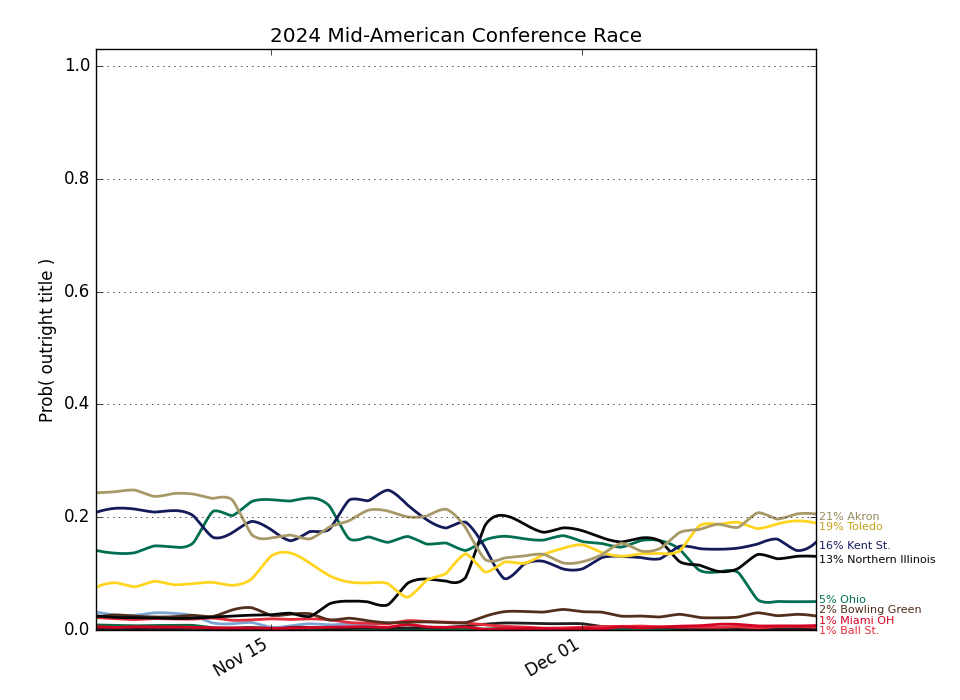 2024 Mid-American Conference Race
Prob( outright title )
1.0
0.8
0.6
0.4
0.2
0.0
Nov 15
Dec 01
21% Akron
19% Toledo
16% Kent St.
13% Northern Illinois
5% Ohio
2% Bowling Green
1% Miami OH
1% Ball St.